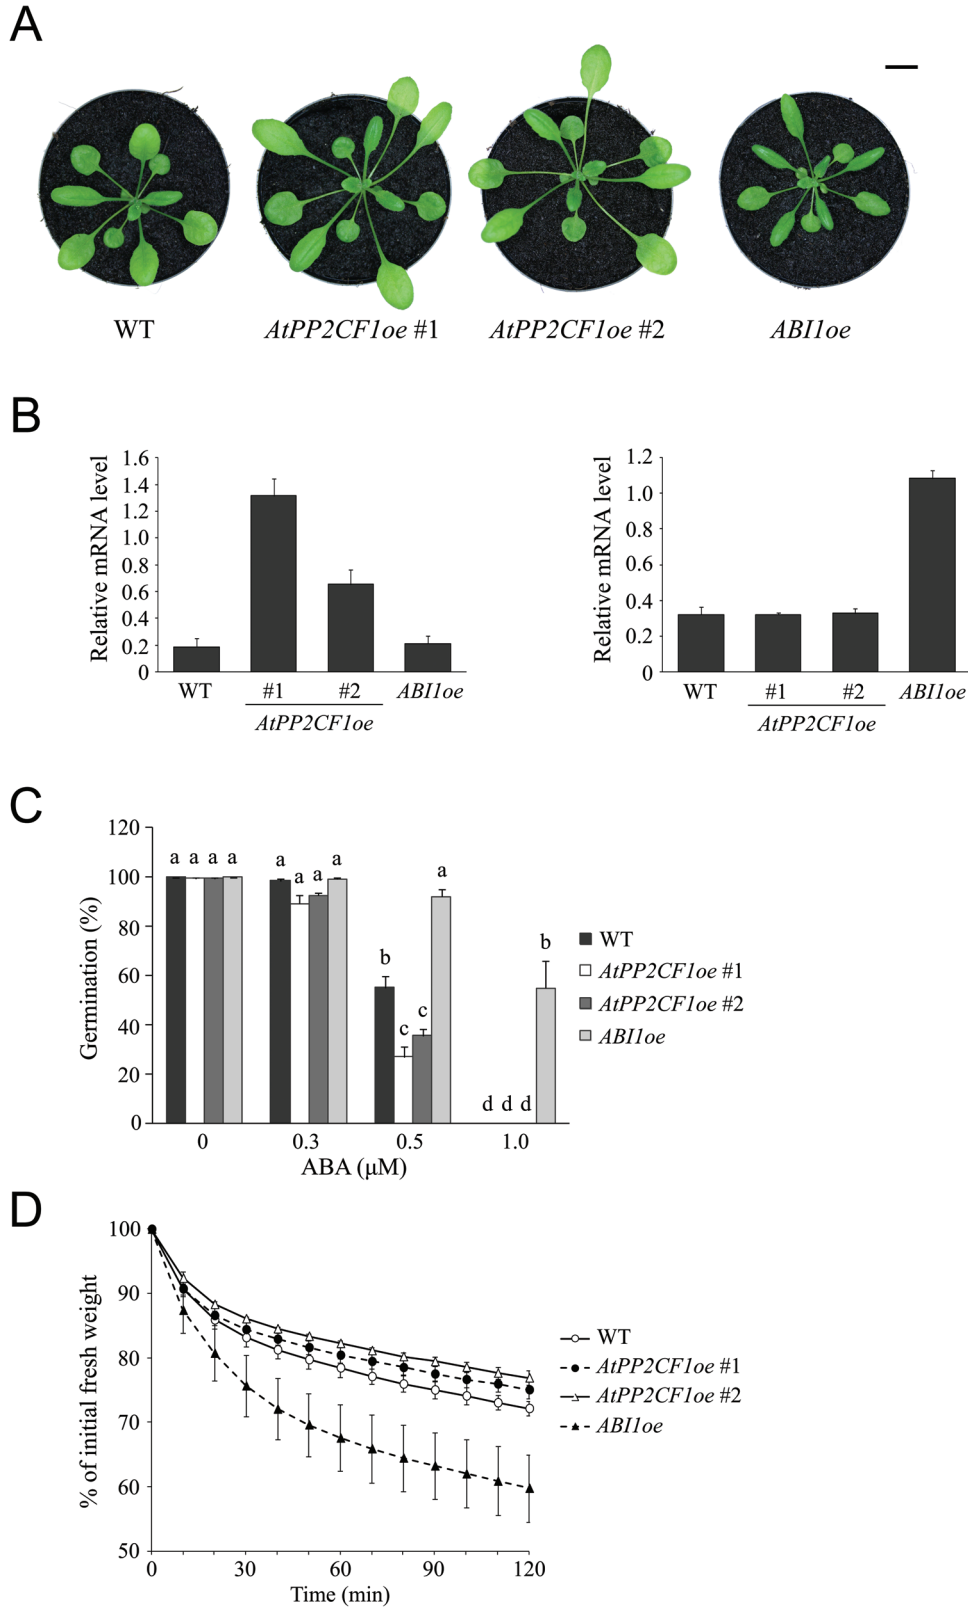 A
WT
AtPP2CF1oe #1
AtPP2CF1oe #2
ABI1oe
B
Relative mRNA level
1.6
1.4
1.2
1.0
0.8
0.6
0.4
0.2
0
WT
#1
#2
ABI1oe
AtPP2CF1oe
Relative mRNA level
1.2
1.0
0.8
0.6
0.4
0.2
0
WT
#1
#2
ABI1oe
AtPP2CF1oe
C
Germination (%)
120
100
80
60
40
20
0
a a a a
a a a a
b c c a
d d d b
0
0.3
0.5
1.0
ABA (μM)
WT
AtPP2CF1oe #1
AtPP2CF1oe #2
ABI1oe
D
% of initial fresh weight
100
90
80
70
60
50
0
30
60
90
120
Time (min)
WT
AtPP2CF1oe #1
AtPP2CF1oe #2
ABI1oe